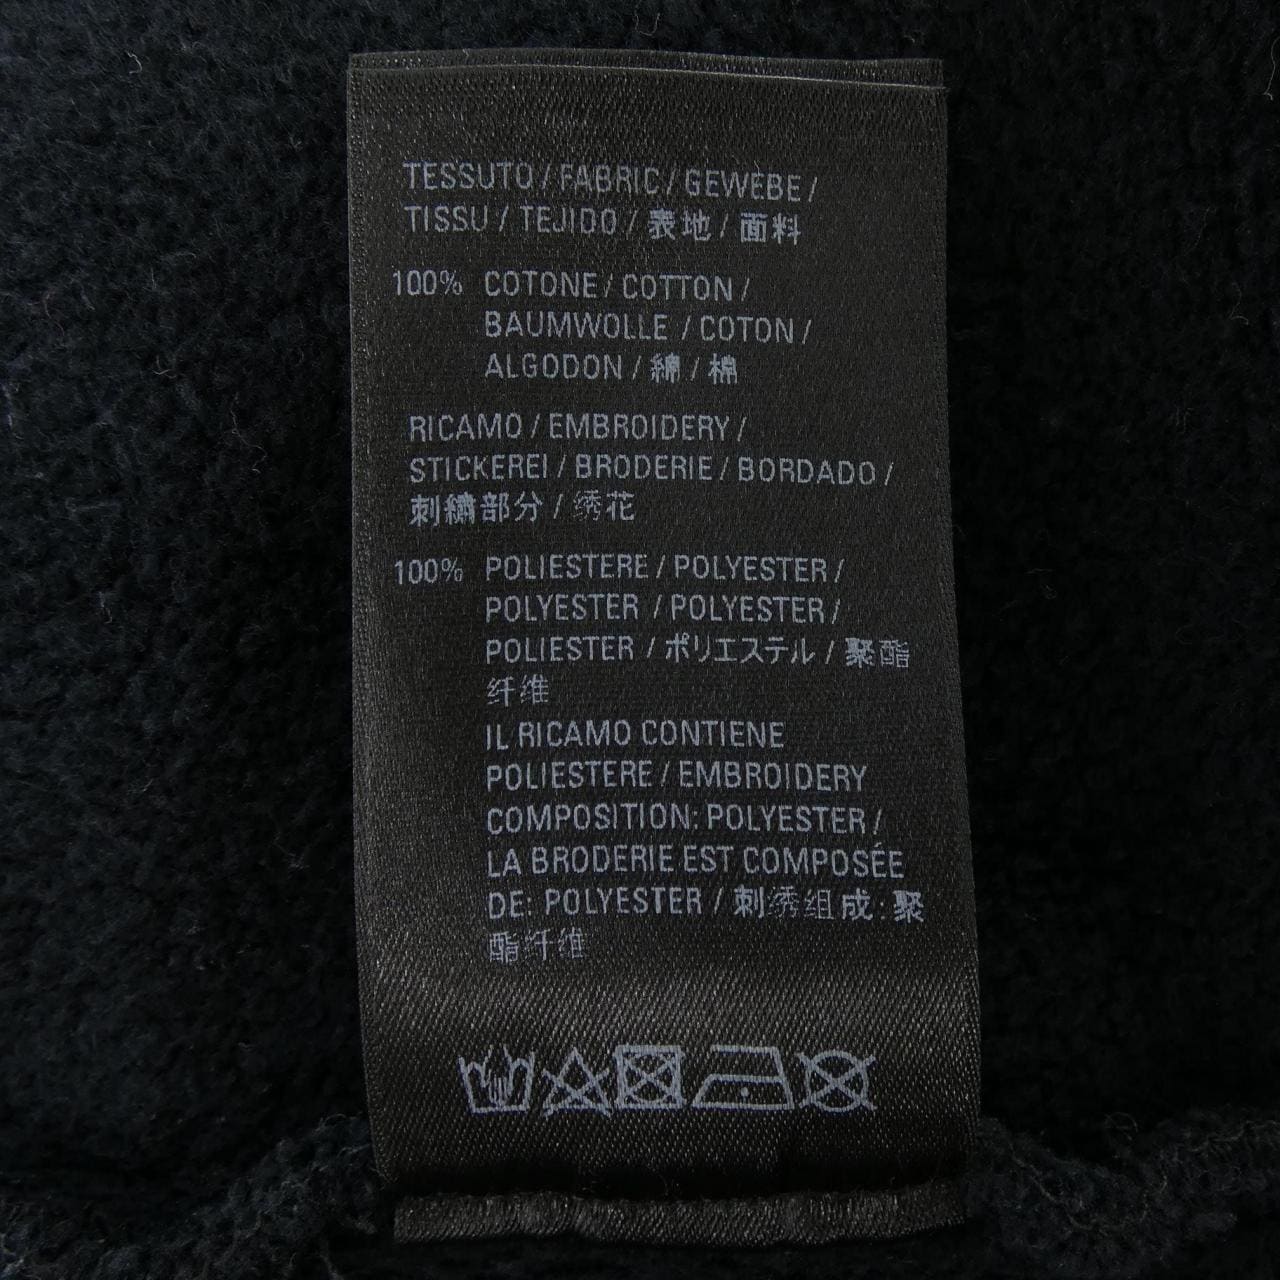 TESSUTO / FABRIC / GEWEBE /
TISSU / TEJIDO / 表地 / 面料
100% COTONE / COTTON /
BAUMWOLLE / COTON /
ALGODON / 綿 / 棉
RICAMO / EMBROIDERY /
STICKEREI / BRODERIE / BORDADO /
刺繍部分 / 绣花
100% POLIESTERE / POLYESTER /
POLYESTER / POLYESTER /
POLIESTER / ポリエステル / 聚酯
纤维
IL RICAMO CONTIENE
POLIESTERE / EMBROIDERY
COMPOSITION: POLYESTER /
LA BRODERIE EST COMPOSÉE
DE: POLYESTER / 刺绣组成: 聚
酯纤维